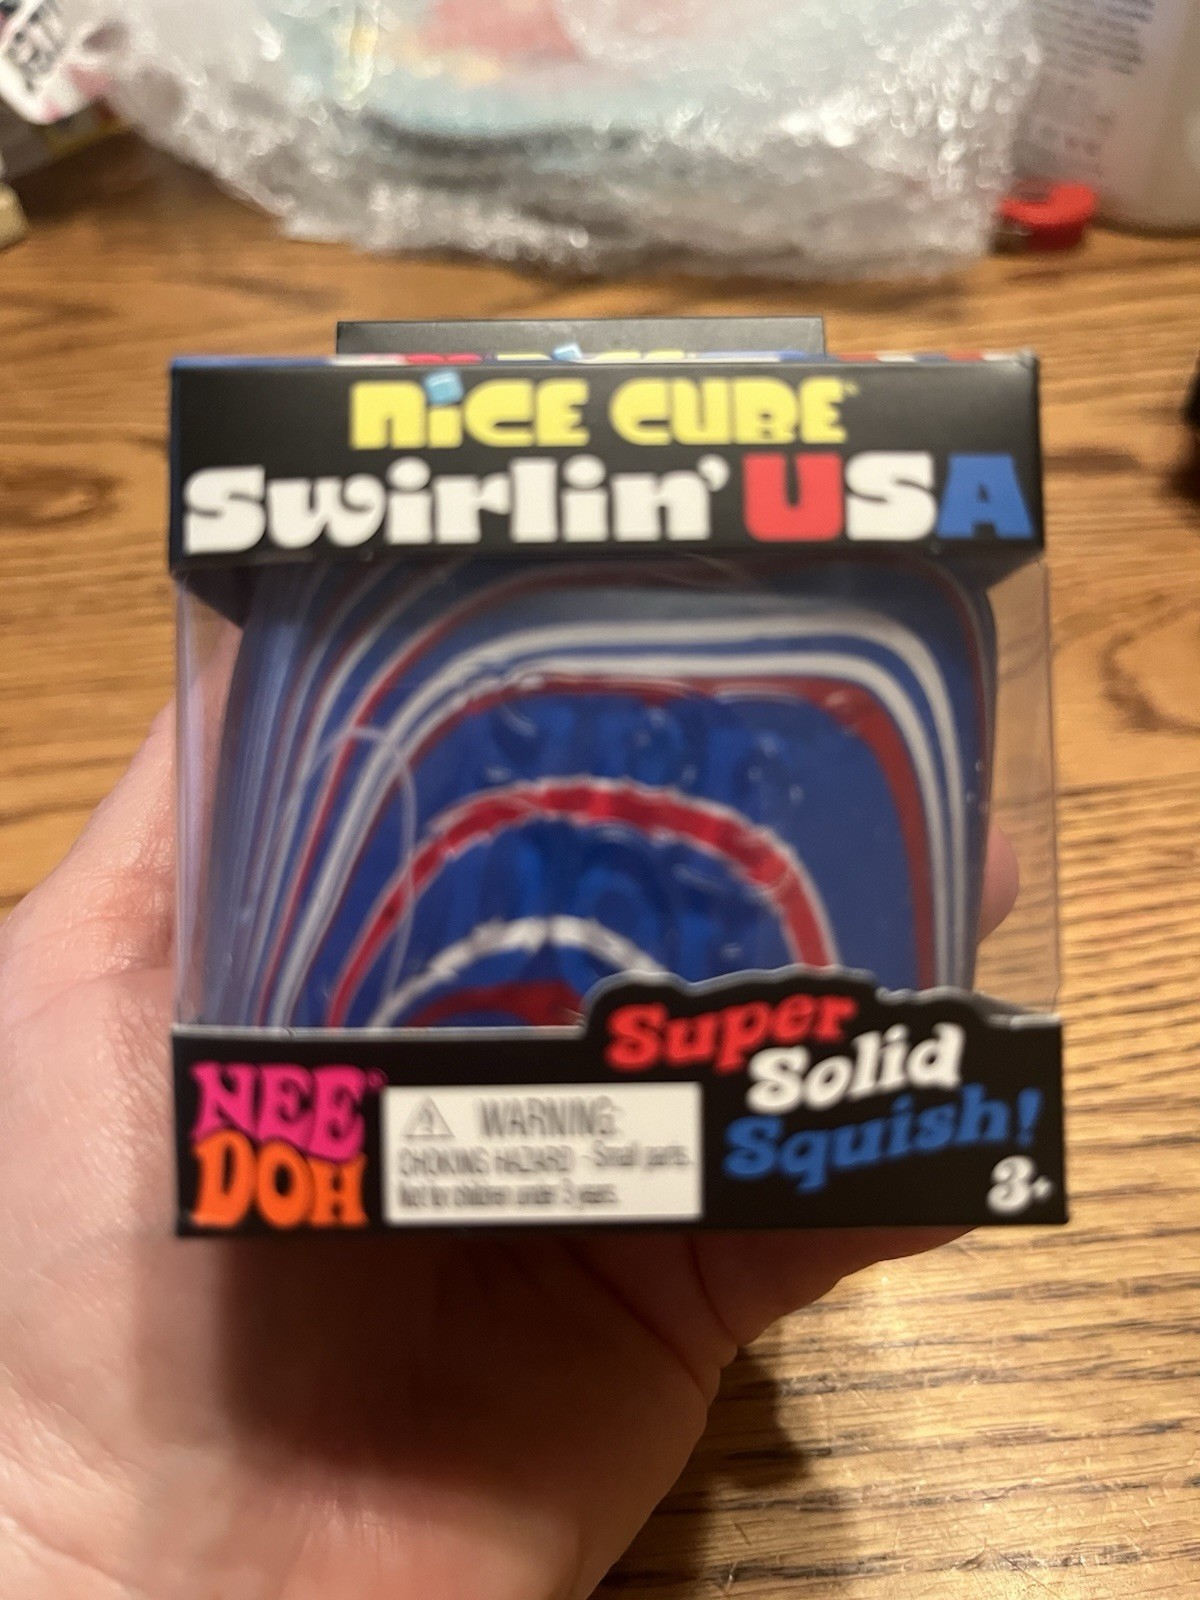 NiCE CUBE
Swirlin' USA
Super
Solid
Squish!
3+
NEE
DOH
WARNING:
CHOKING HAZARD - Small parts.
Not for children under 3 years.